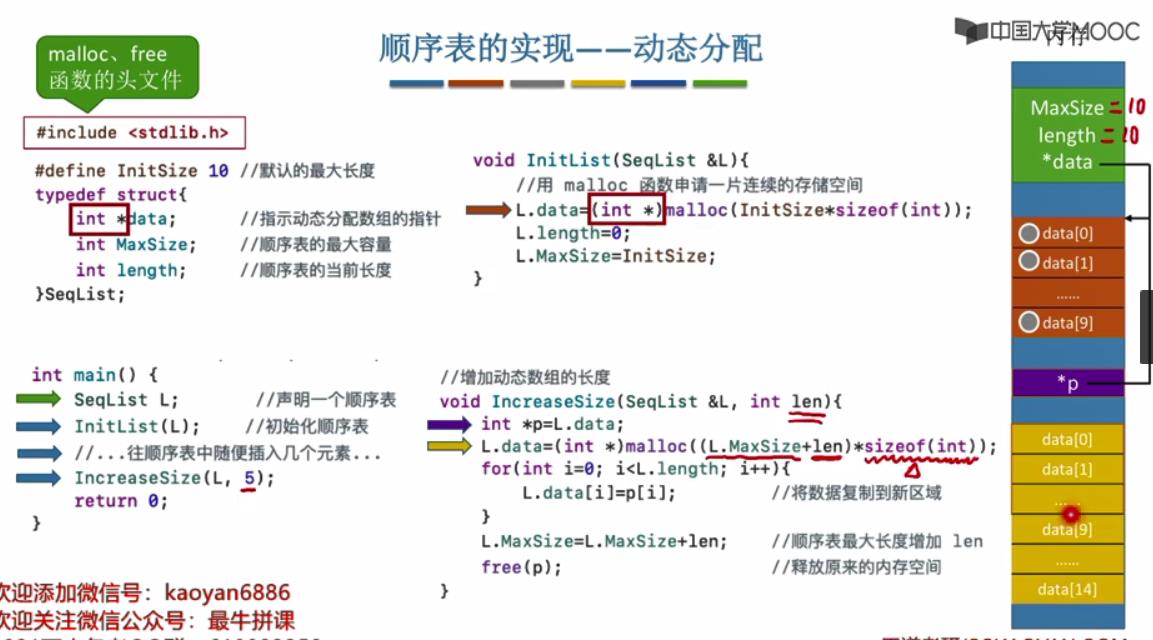 malloc、free
函数的头文件
顺序表的实现——动态分配
中国大学MOOC
内存
#include <stdlib.h>
#define InitSize 10 //默认的最大长度
typedef struct{
int *data; //指示动态分配数组的指针
int MaxSize; //顺序表的最大容量
int length; //顺序表的当前长度
}SeqList;
void InitList(SeqList &L){
//用 malloc 函数申请一片连续的存储空间
L.data=(int *)malloc(InitSize*sizeof(int));
L.length=0;
L.MaxSize=InitSize;
}
int main() {
SeqList L; //声明一个顺序表
InitList(L); //初始化顺序表
//...往顺序表中随便插入几个元素...
IncreaseSize(L, 5);
return 0;
}
//增加动态数组的长度
void IncreaseSize(SeqList &L, int len){
int *p=L.data;
L.data=(int *)malloc((L.MaxSize+len)*sizeof(int));
for(int i=0; i<L.length; i++){
L.data[i]=p[i]; //将数据复制到新区域
}
L.MaxSize=L.MaxSize+len; //顺序表最大长度增加 len
free(p); //释放原来的内存空间
}
MaxSize = 10
length = 10
*data
data[0]
data[1]
……
data[9]
*p
data[0]
data[1]
……
data[9]
……
data[14]
欢迎添加微信号：kaoyan6886
欢迎关注微信公众号：最牛拼课